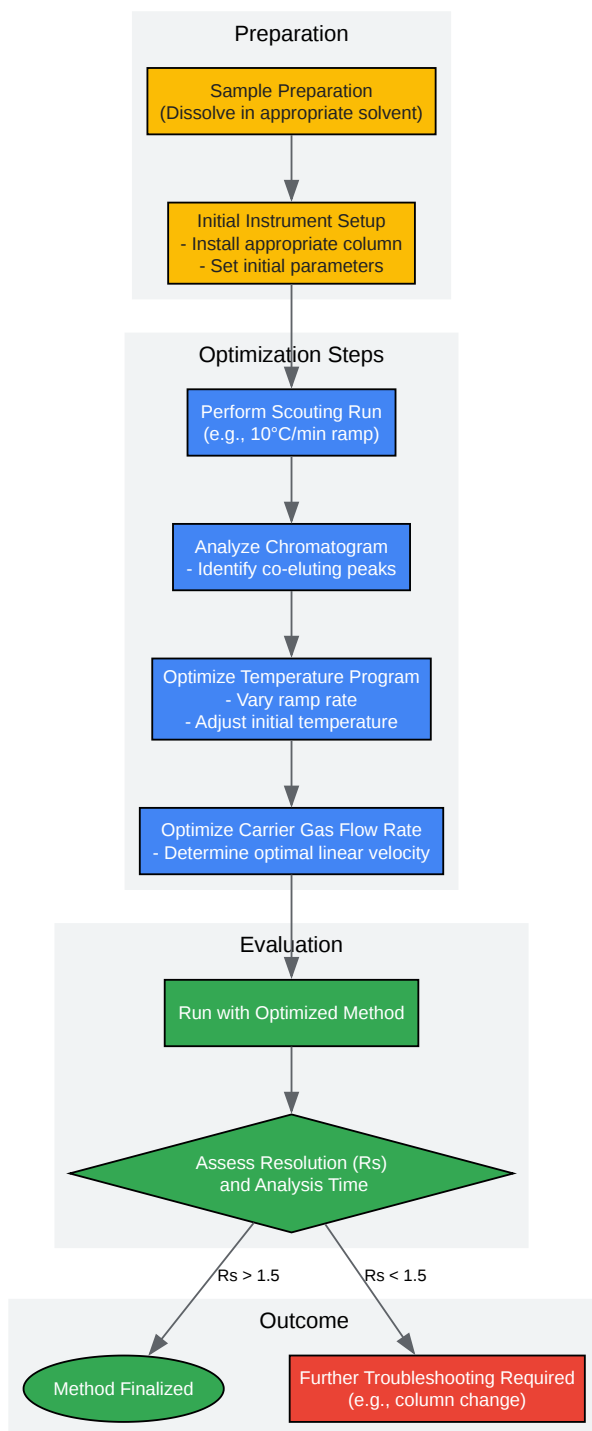 Preparation
Sample Preparation
(Dissolve in appropriate solvent)
Initial Instrument Setup
- Install appropriate column
- Set initial parameters
Optimization Steps
Perform Scouting Run
(e.g., 10°C/min ramp)
Analyze Chromatogram
- Identify co-eluting peaks
Optimize Temperature Program
- Vary ramp rate
- Adjust initial temperature
Optimize Carrier Gas Flow Rate
- Determine optimal linear velocity
Evaluation
Run with Optimized Method
Assess Resolution (Rs)
and Analysis Time
Rs > 1.5
Rs < 1.5
Outcome
Method Finalized
Further Troubleshooting Required
(e.g., column change)